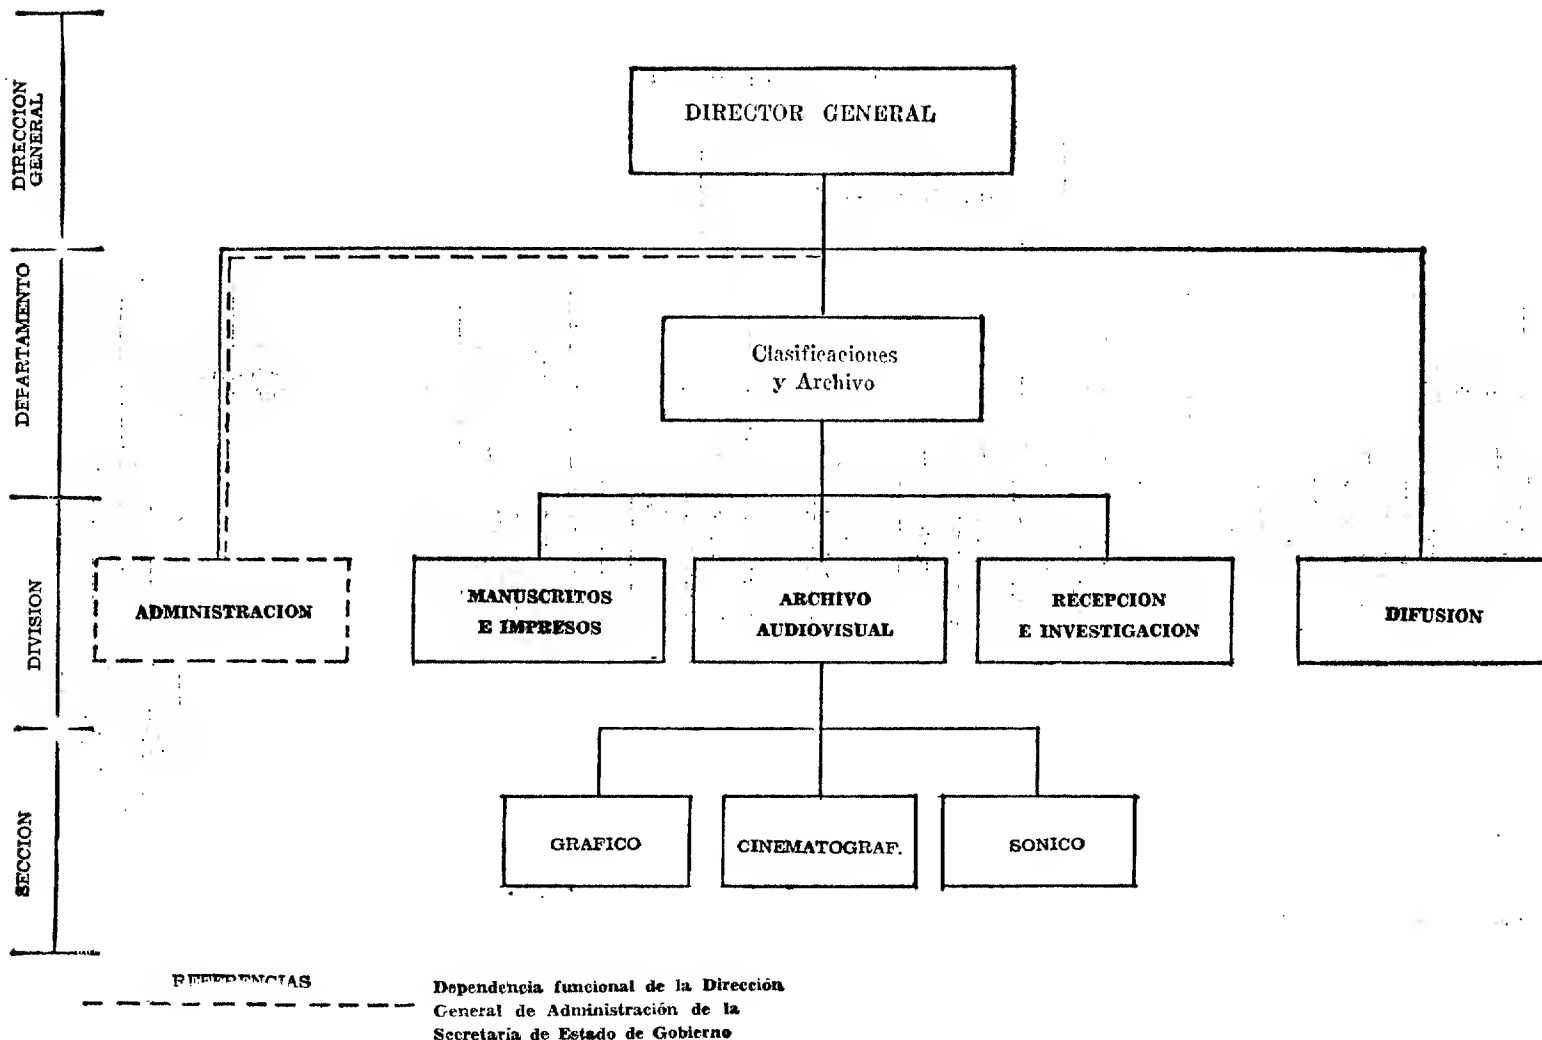 DIRECCION
GENERAL
DIRECTOR GENERAL
DEPARTAMENTO
Clasificaciones
y Archivo
DIVISION
ADMINISTRACION
MANUSCRITOS
E IMPRESOS
ARCHIVO
AUDIOVISUAL
RECEPCION
E INVESTIGACION
DIFUSION
SECCION
GRAFICO
CINEMATOGRAF.
SONICO
REFERENCIAS
Dependencia funcional de la Dirección
General de Administración de la
Secretaría de Estado de Gobierno